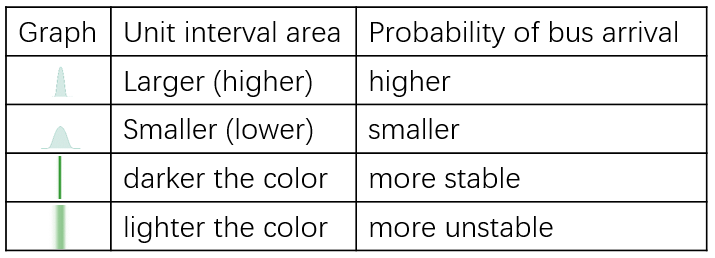 Graph Unit interval area Probability of bus arrival
Larger (higher) higher
Smaller (lower) smaller
darker the color more stable
lighter the color more unstable